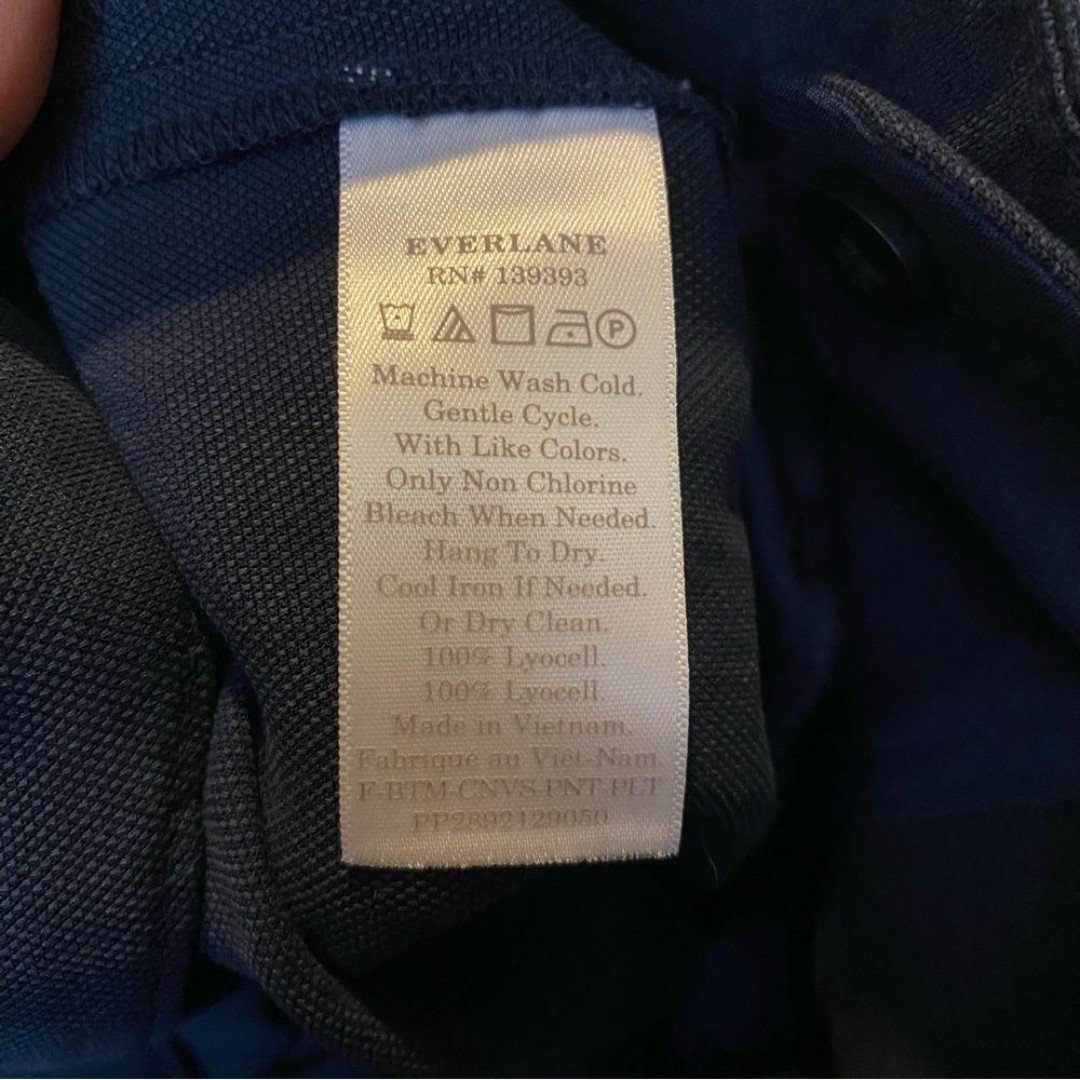 EVERLANE
RN# 139393
P
Machine Wash Cold.
Gentle Cycle.
With Like Colors.
Only Non Chlorine
Bleach When Needed.
Hang To Dry.
Cool Iron If Needed.
Or Dry Clean.
100% Lyocell.
100% Lyocell.
Made in Vietnam.
Fabrique au Viet-Nam.
F-BTM-CNVS-PNT-PLT
PP2892129050